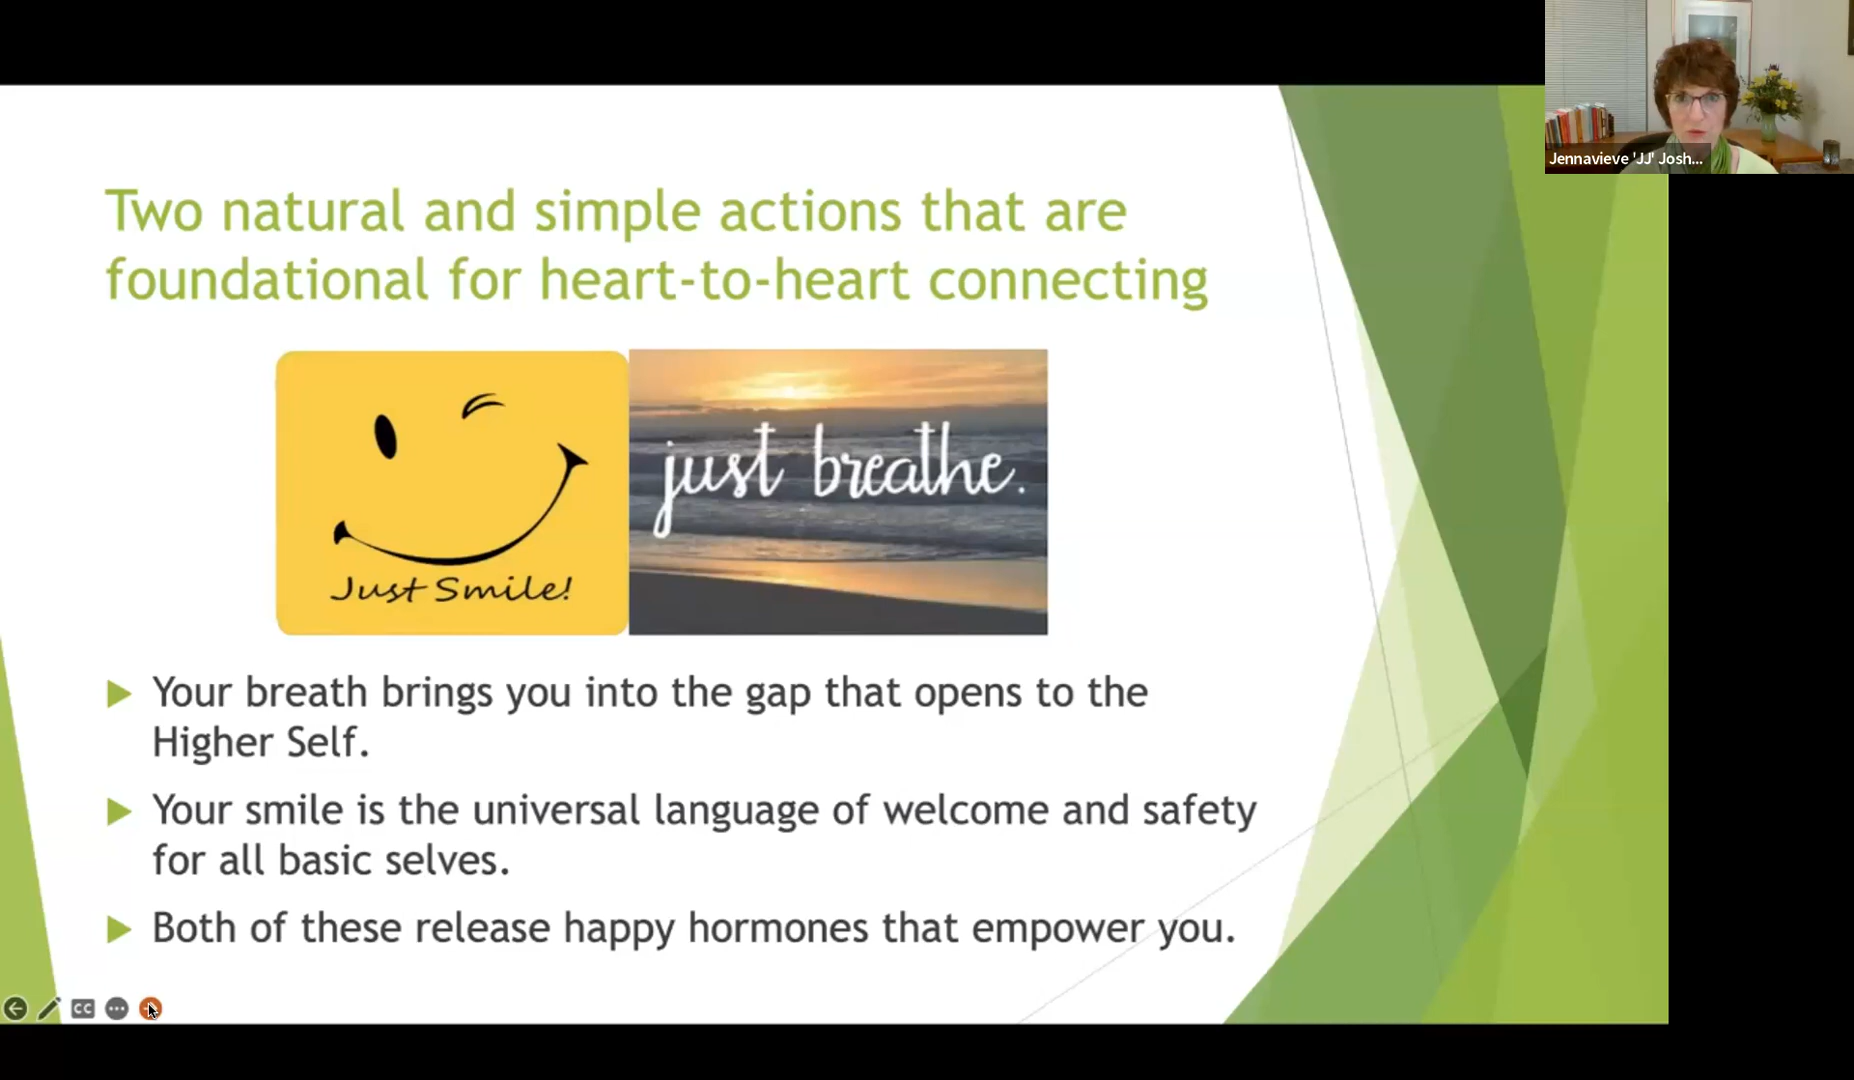 Jennavieve 'JJ' Josh...
Two natural and simple actions that are
foundational for heart-to-heart connecting
Just Smile!
just breathe.
Your breath brings you into the gap that opens to the
Higher Self.
Your smile is the universal language of welcome and safety
for all basic selves.
Both of these release happy hormones that empower you.
CC